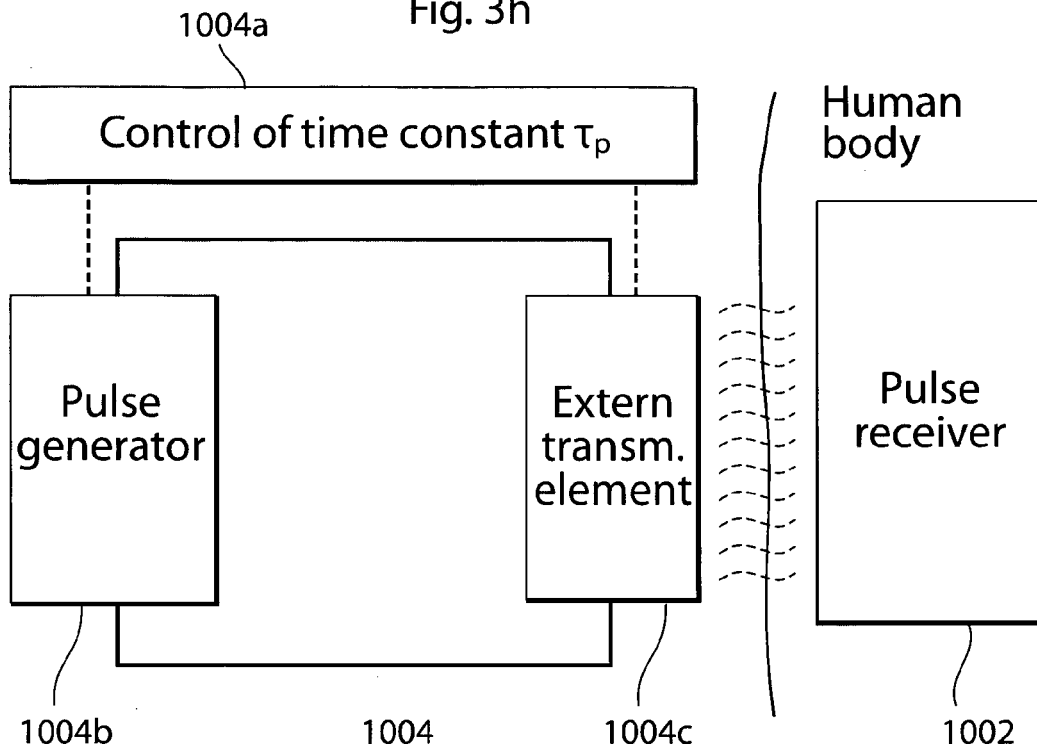 Fig. 3h
1004a
Control of time constant τp
Human
body
Pulse
generator
Extern
transm.
element
Pulse
receiver
1004b
1004
1004c
1002